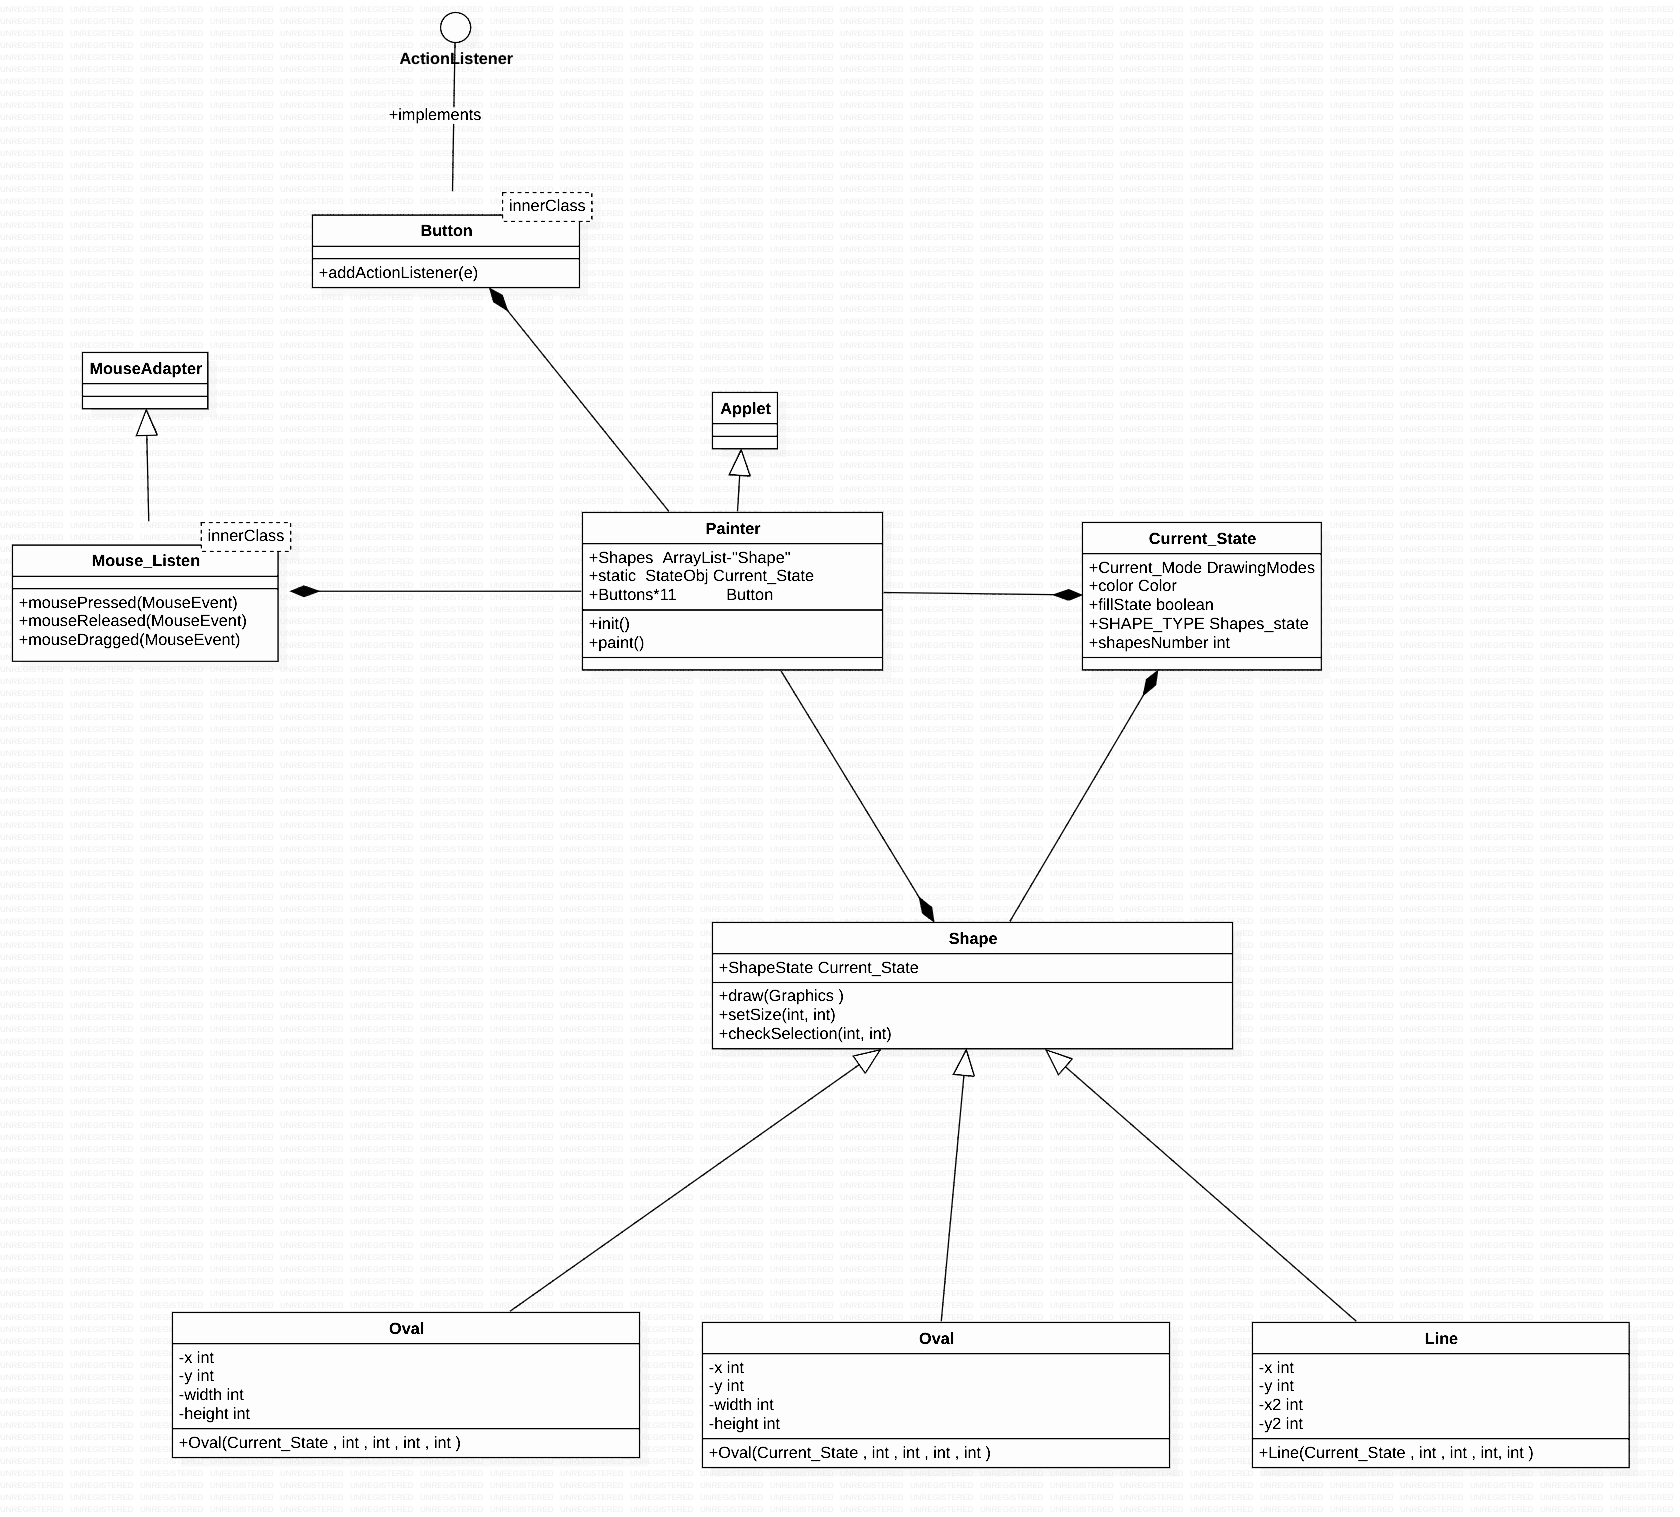 ActionListener
+implements
innerClass
Button
+addActionListener(e)
MouseAdapter
Applet
innerClass
Mouse_Listen
+mousePressed(MouseEvent)
+mouseReleased(MouseEvent)
+mouseDragged(MouseEvent)
Painter
+Shapes  ArrayList-"Shape"
+static  StateObj Current_State
+Buttons*11 Button
+init()
+paint()
Current_State
+Current_Mode DrawingModes
+color Color
+fillState boolean
+SHAPE_TYPE Shapes_state
+shapesNumber int
Shape
+ShapeState Current_State
+draw(Graphics )
+setSize(int, int)
+checkSelection(int, int)
Oval
-x int
-y int
-width int
-height int
+Oval(Current_State , int , int , int , int )
Oval
-x int
-y int
-width int
-height int
+Oval(Current_State , int , int , int , int )
Line
-x int
-y int
-x2 int
-y2 int
+Line(Current_State , int , int , int, int )
UNREGISTERED